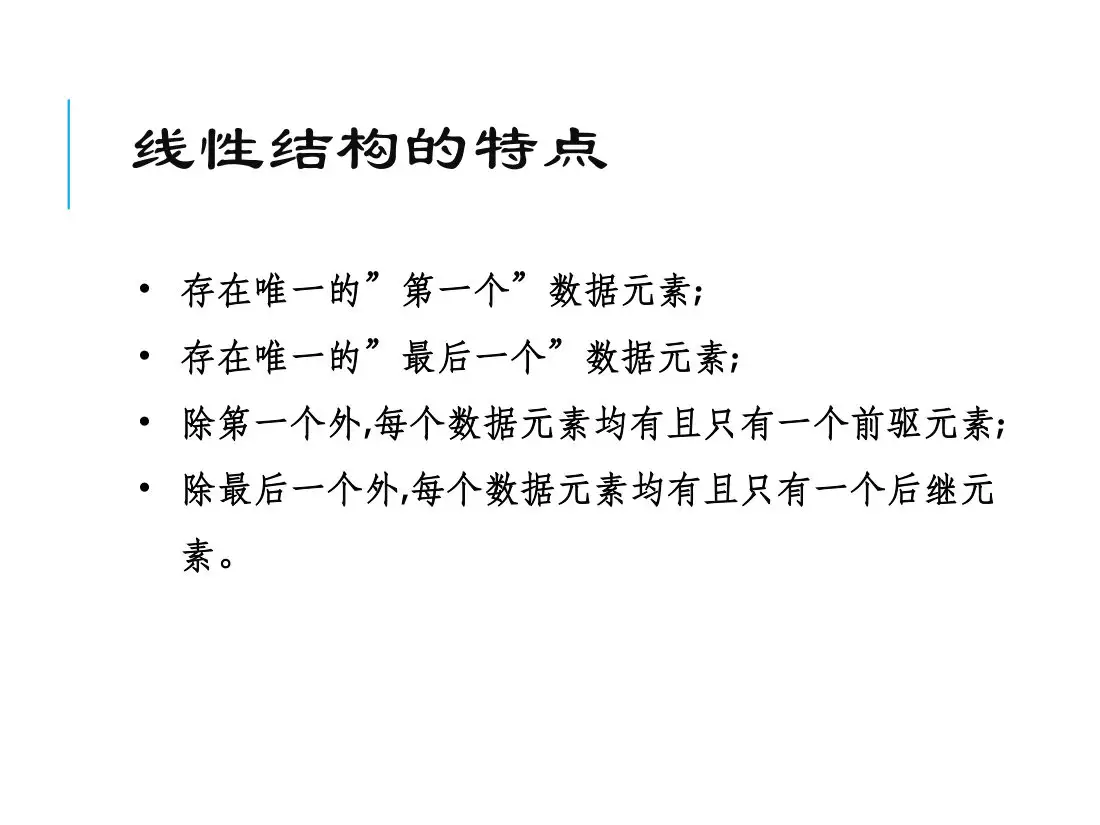 线性结构的特点
• 存在唯一的”第一个”数据元素;
• 存在唯一的”最后一个”数据元素;
• 除第一个外,每个数据元素均有且只有一个前驱元素;
• 除最后一个外,每个数据元素均有且只有一个后继元
素。